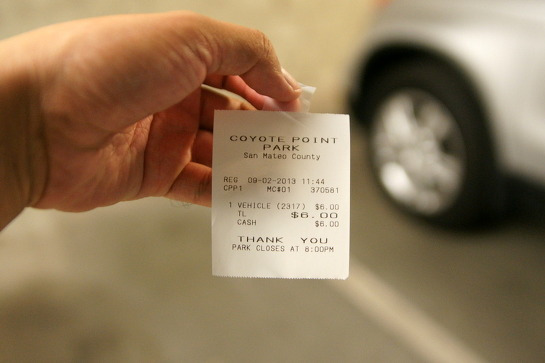 COYOTE POINT
PARK
San Mateo County
REG 09-02-2013 11:44
CPP1 MC#01 370581
1 VEHICLE (2317) $6.00
TL $6.00
CASH $6.00
THANK YOU
PARK CLOSES AT 8:00PM